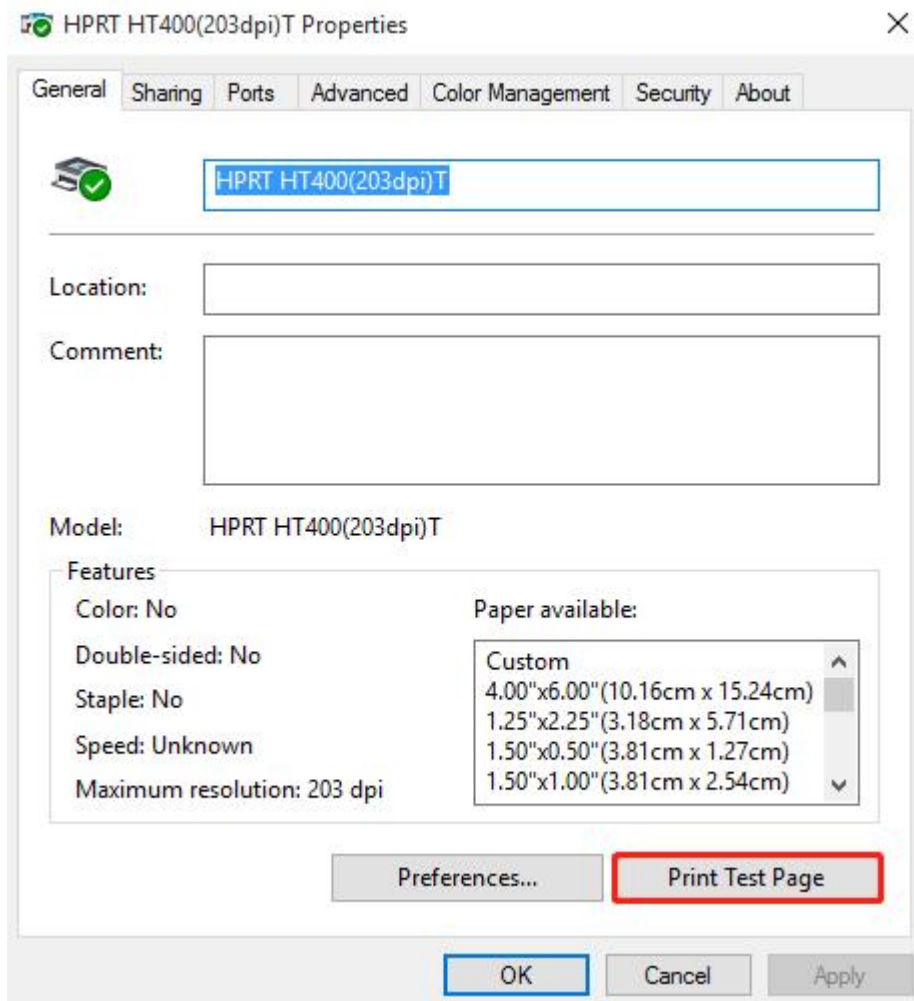 HPRT HT400(203dpi)T Properties
General Sharing Ports Advanced Color Management Security About
HPRT HT400(203dpi)T
Location:
Comment:
Model: HPRT HT400(203dpi)T
Features
Color: No
Double-sided: No
Staple: No
Speed: Unknown
Maximum resolution: 203 dpi
Paper available:
Custom
4.00"x6.00"(10.16cm x 15.24cm)
1.25"x2.25"(3.18cm x 5.71cm)
1.50"x0.50"(3.81cm x 1.27cm)
1.50"x1.00"(3.81cm x 2.54cm)
Preferences... Print Test Page
OK Cancel Apply